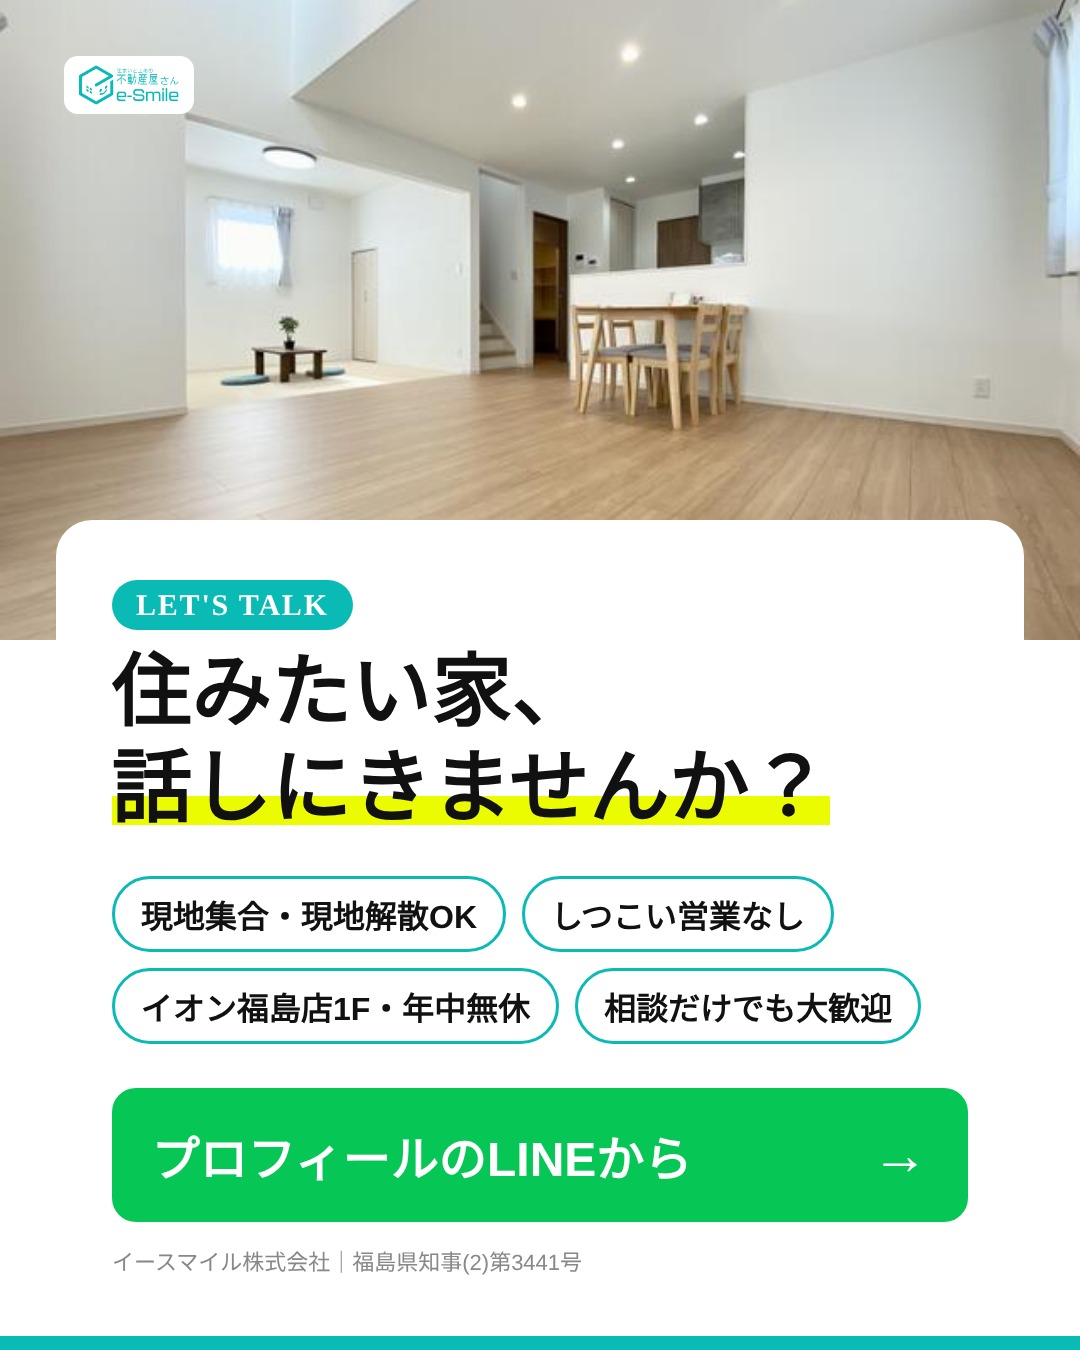 不動産屋さん
e-Smile
LET'S TALK
住みたい家、
話しにきませんか？
現地集合・現地解散OK
しつこい営業なし
イオン福島店1F・年中無休
相談だけでも大歓迎
プロフィールのLINEから
→
イースマイル株式会社｜福島県知事(2)第3441号